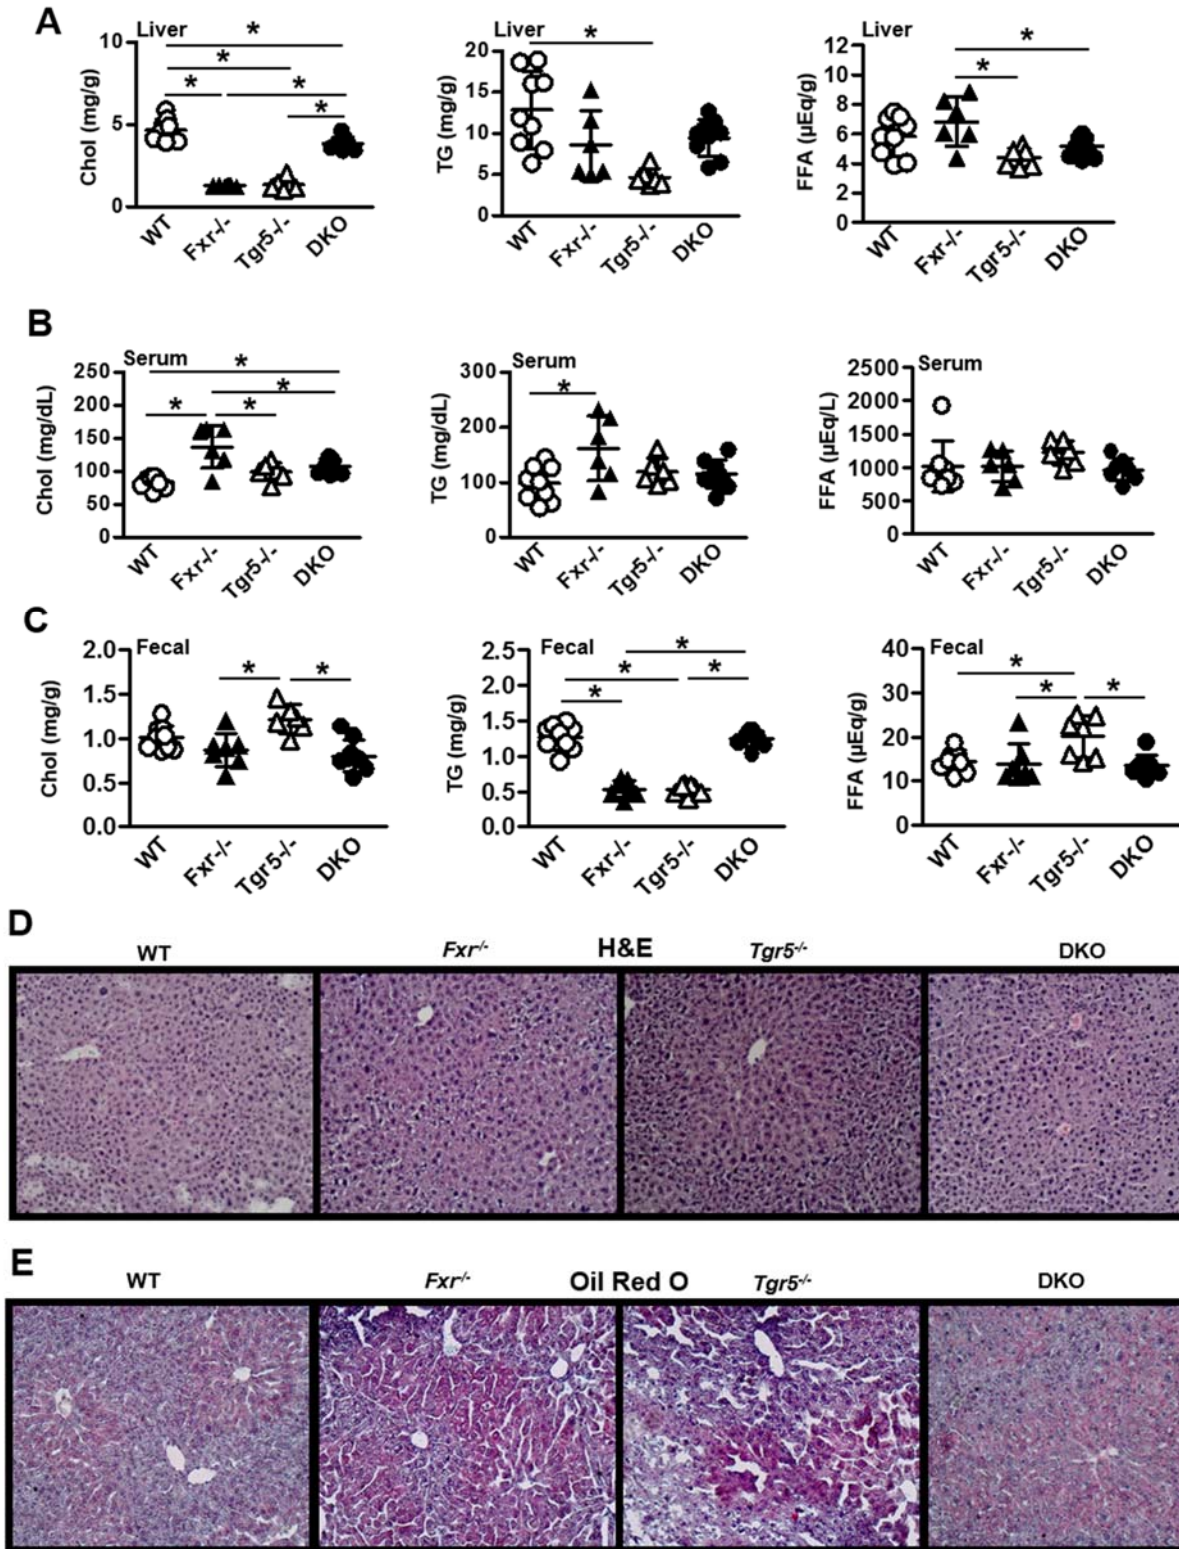 A
Liver
*
*
* *
*
10
5
0
Chol (mg/g)
WT
Fxr-/-
Tgr5-/-
DKO
Liver
*
20
15
10
5
0
TG (mg/g)
WT
Fxr-/-
Tgr5-/-
DKO
Liver
*
*
12
10
8
6
4
2
0
FFA (µEq/g)
WT
Fxr-/-
Tgr5-/-
DKO
B
Serum
*
*
* *
250
200
150
100
50
0
Chol (mg/dL)
WT
Fxr-/-
Tgr5-/-
DKO
Serum
*
300
200
100
0
TG (mg/dL)
WT
Fxr-/-
Tgr5-/-
DKO
Serum
2500
2000
1500
1000
500
0
FFA (µEq/L)
WT
Fxr-/-
Tgr5-/-
DKO
C
Fecal
* *
2.0
1.5
1.0
0.5
0.0
Chol (mg/g)
WT
Fxr-/-
Tgr5-/-
DKO
Fecal
*
* *
*
2.5
2.0
1.5
1.0
0.5
0.0
TG (mg/g)
WT
Fxr-/-
Tgr5-/-
DKO
Fecal
*
* *
40
30
20
10
0
FFA (µEq/g)
WT
Fxr-/-
Tgr5-/-
DKO
D
WT Fxr-/- H&E Tgr5-/- DKO
E
WT Fxr-/- Oil Red O Tgr5-/- DKO